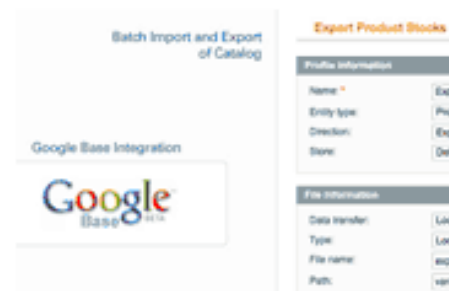 Batch Import and Export
of Catalog
Google Base Integration
Google
Base BETA
Export Product Stocks
Profile Information
Name: *
Entity type:
Direction:
Store:
File Information
Data transfer:
Type:
File name:
Path: